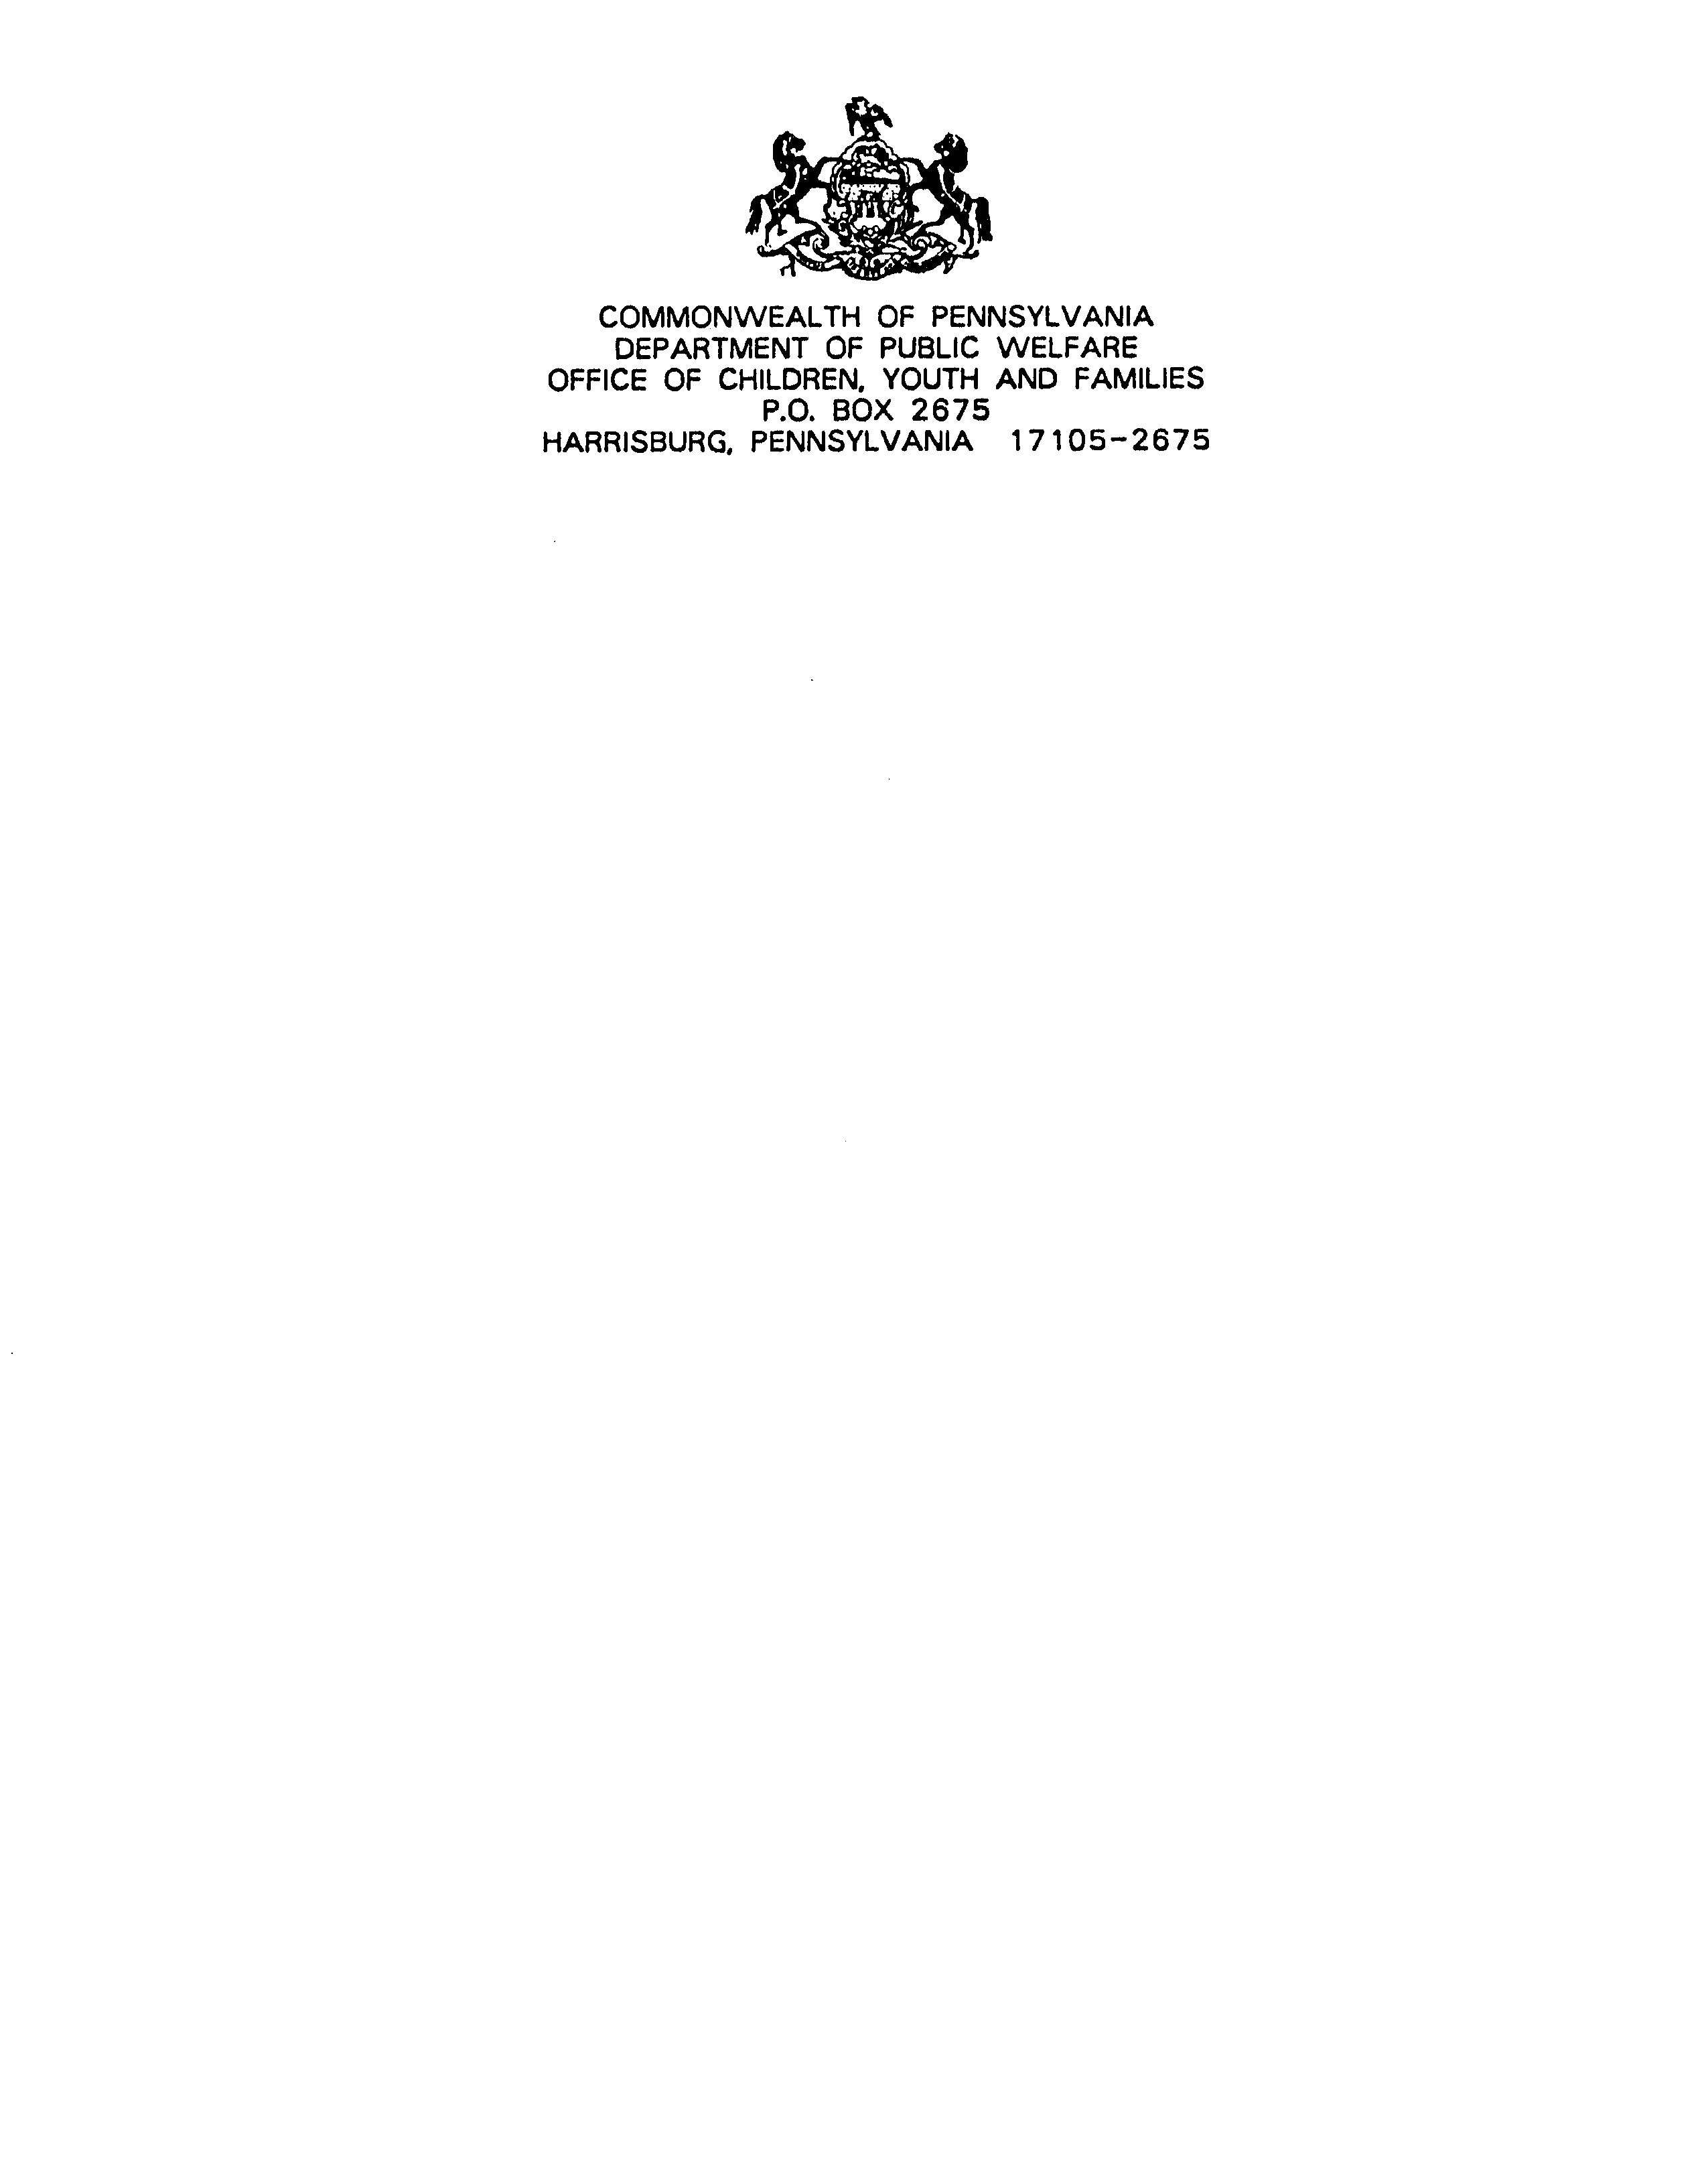 COMMONWEALTH OF PENNSYLVANIA
DEPARTMENT OF PUBLIC WELFARE
OFFICE OF CHILDREN, YOUTH AND FAMILIES
P.O. BOX 2675
HARRISBURG, PENNSYLVANIA 17105-2675